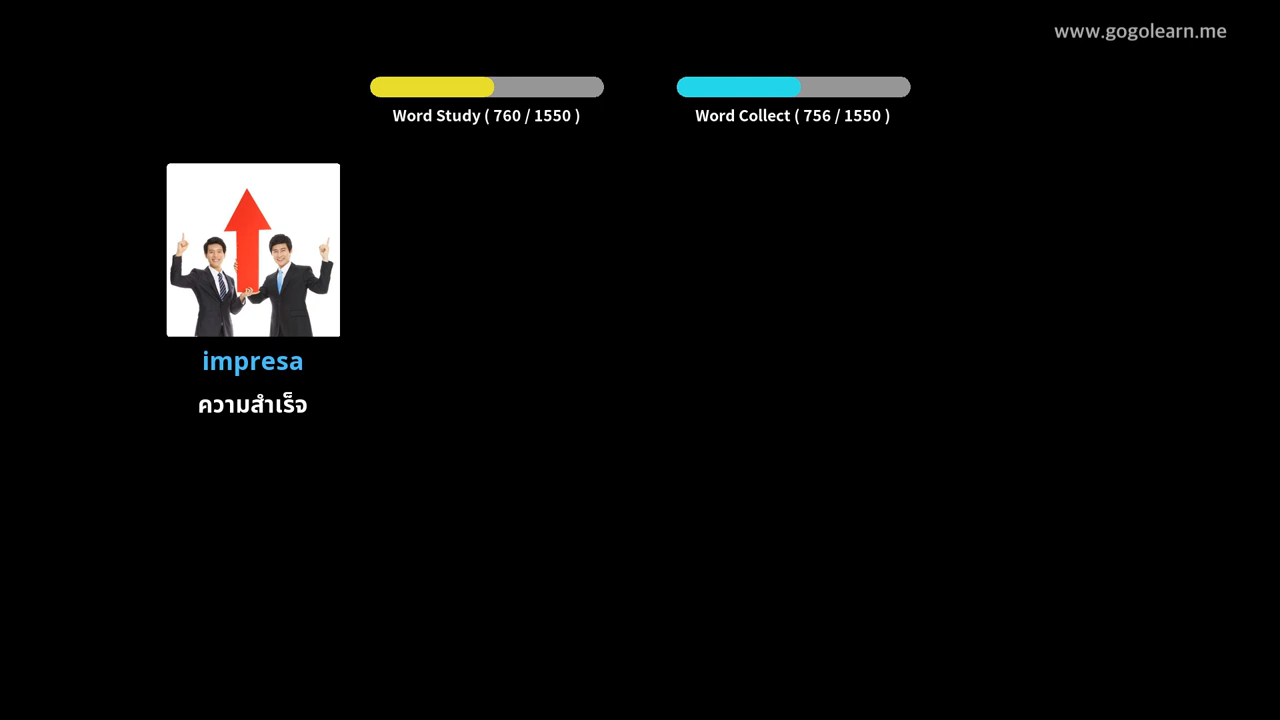 www.gogolearn.me
Word Study ( 760 / 1550 )
Word Collect ( 756 / 1550 )
impresa
ความสำเร็จ